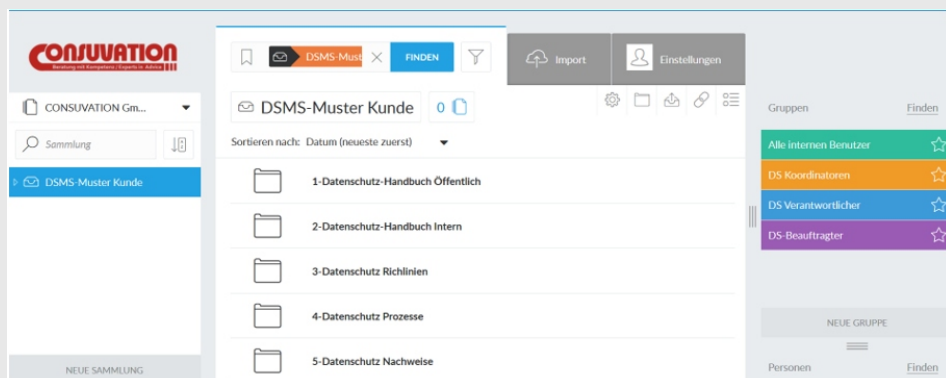 CONSUVATION
Beratung mit Kompetenz / Experts in Advice
CONSUVATION Gm...
Sammlung
DSMS-Muster Kunde
NEUE SAMMLUNG
DSMS-Must
FINDEN
Import
Einstellungen
DSMS-Muster Kunde
0
Sortieren nach: Datum (neueste zuerst)
1-Datenschutz-Handbuch Öffentlich
2-Datenschutz-Handbuch Intern
3-Datenschutz Richlinien
4-Datenschutz Prozesse
5-Datenschutz Nachweise
Gruppen
Finden
Alle internen Benutzer
DS Koordinatoren
DS Verantwortlicher
DS-Beauftragter
NEUE GRUPPE
Personen
Finden